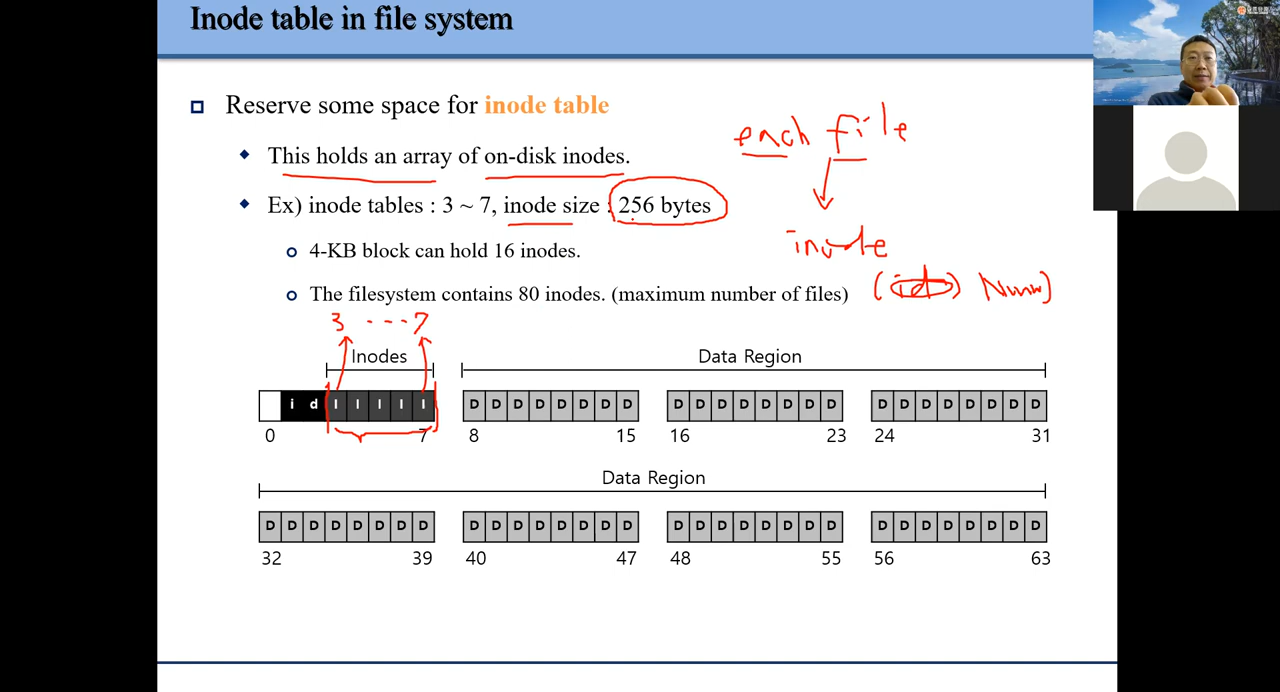 Inode table in file system
Reserve some space for inode table
This holds an array of on-disk inodes.
Ex) inode tables : 3 ~ 7, inode size : 256 bytes
4-KB block can hold 16 inodes.
The filesystem contains 80 inodes. (maximum number of files)
each file
inode
(id)
3 ... 7
Inodes
Data Region
i d I I I I I
D D D D D D D D
D D D D D D D D
D D D D D D D D
0 7
8 15
16 23
24 31
Data Region
D D D D D D D D
D D D D D D D D
D D D D D D D D
D D D D D D D D
32 39
40 47
48 55
56 63